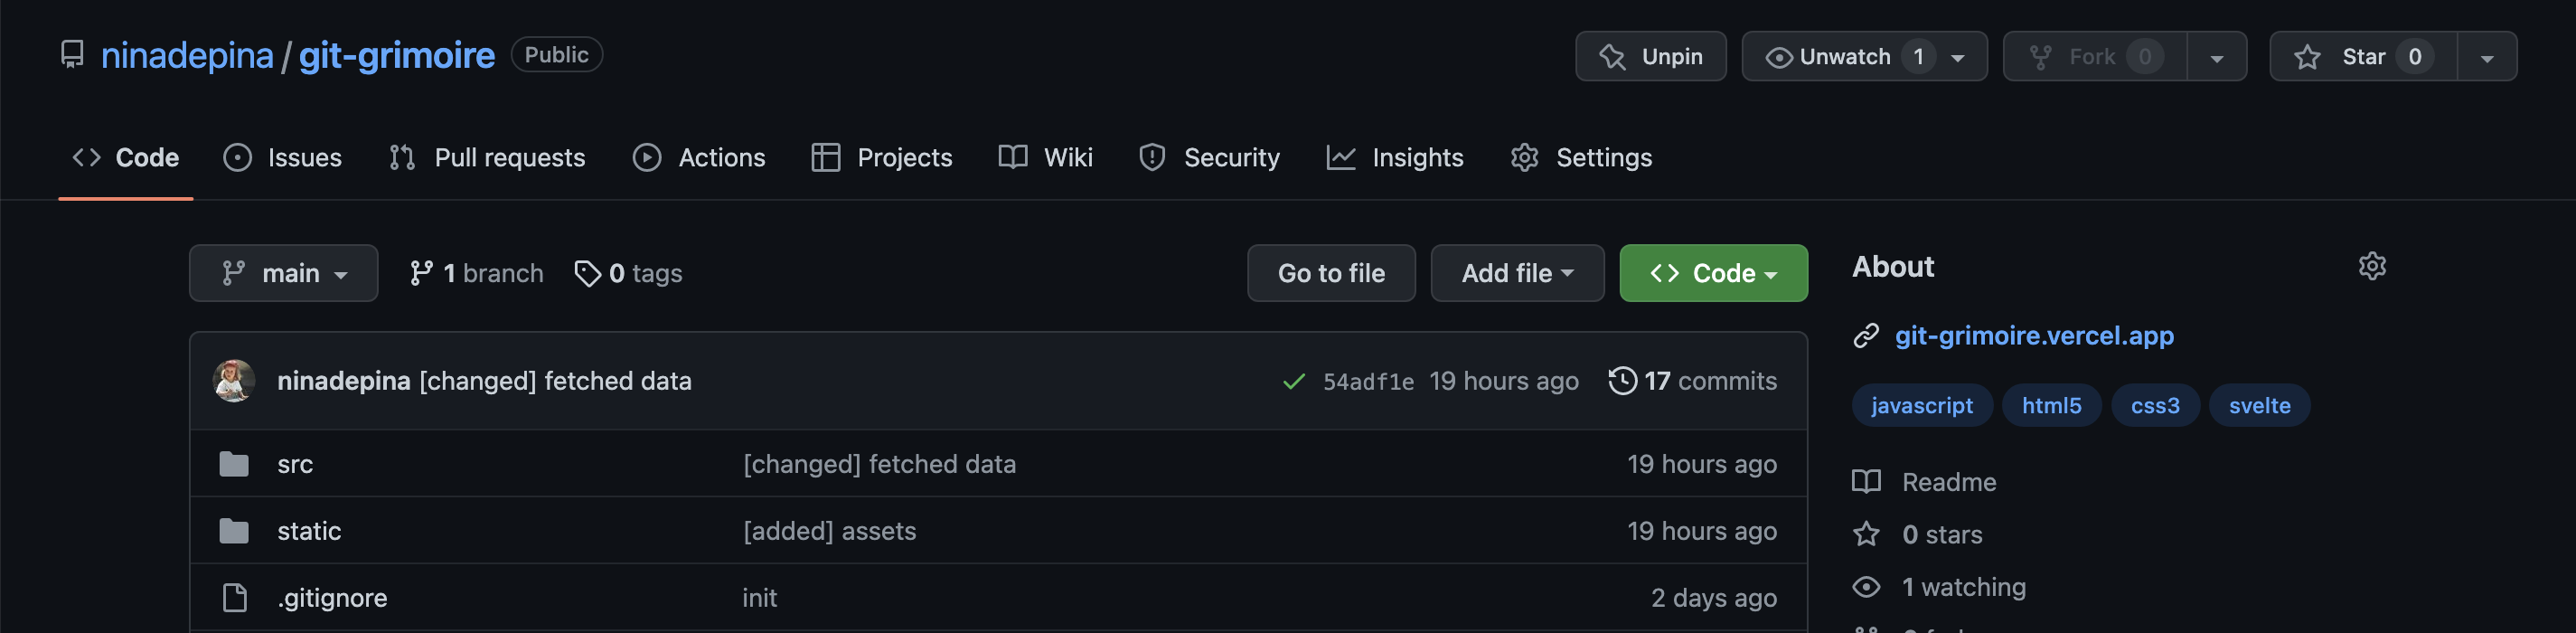 ninadepina / git-grimoire Public Unpin Unwatch 1 Fork 0 Star 0
Code Issues Pull requests Actions Projects Wiki Security Insights Settings
main 1 branch 0 tags Go to file Add file Code
ninadepina [changed] fetched data 54adf1e 19 hours ago 17 commits
src [changed] fetched data 19 hours ago
static [added] assets 19 hours ago
.gitignore init 2 days ago
About
git-grimoire.vercel.app
javascript html5 css3 svelte
Readme
0 stars
1 watching